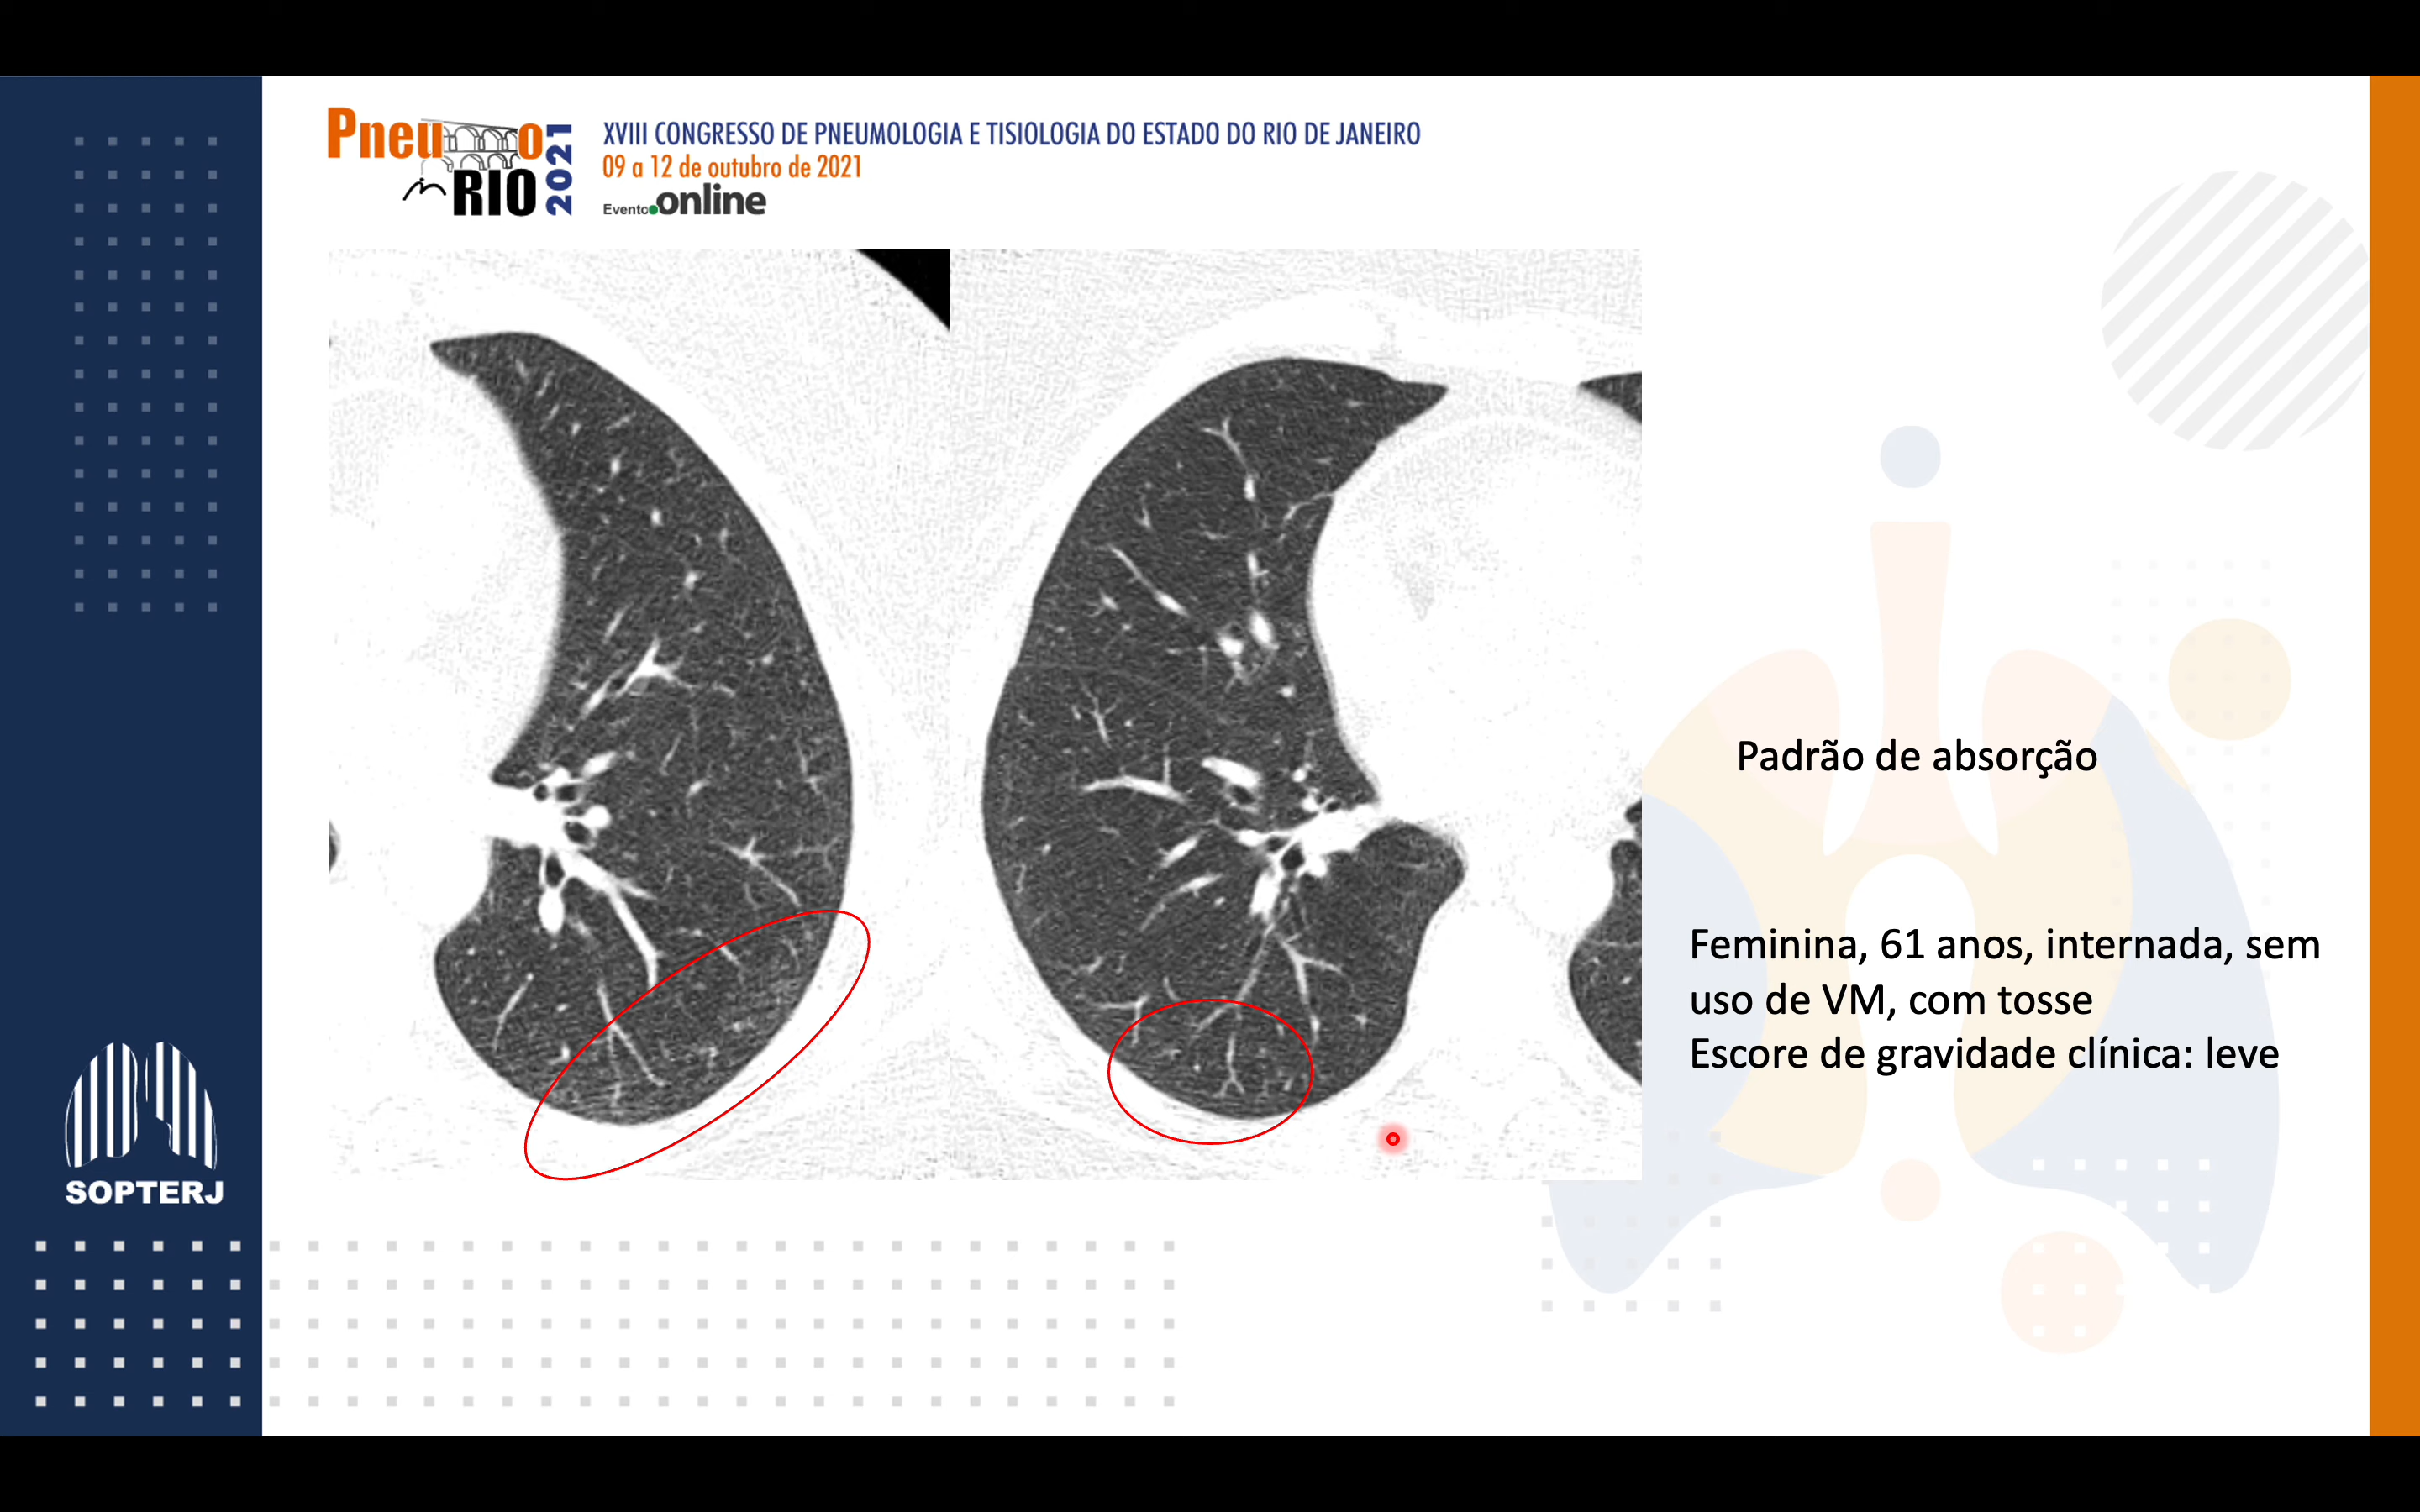 Pneumo
in RIO
2021
XVIII CONGRESSO DE PNEUMOLOGIA E TISIOLOGIA DO ESTADO DO RIO DE JANEIRO
09 a 12 de outubro de 2021
Evento online
Padrão de absorção
Feminina, 61 anos, internada, sem
uso de VM, com tosse
Escore de gravidade clínica: leve
SOPTERJ